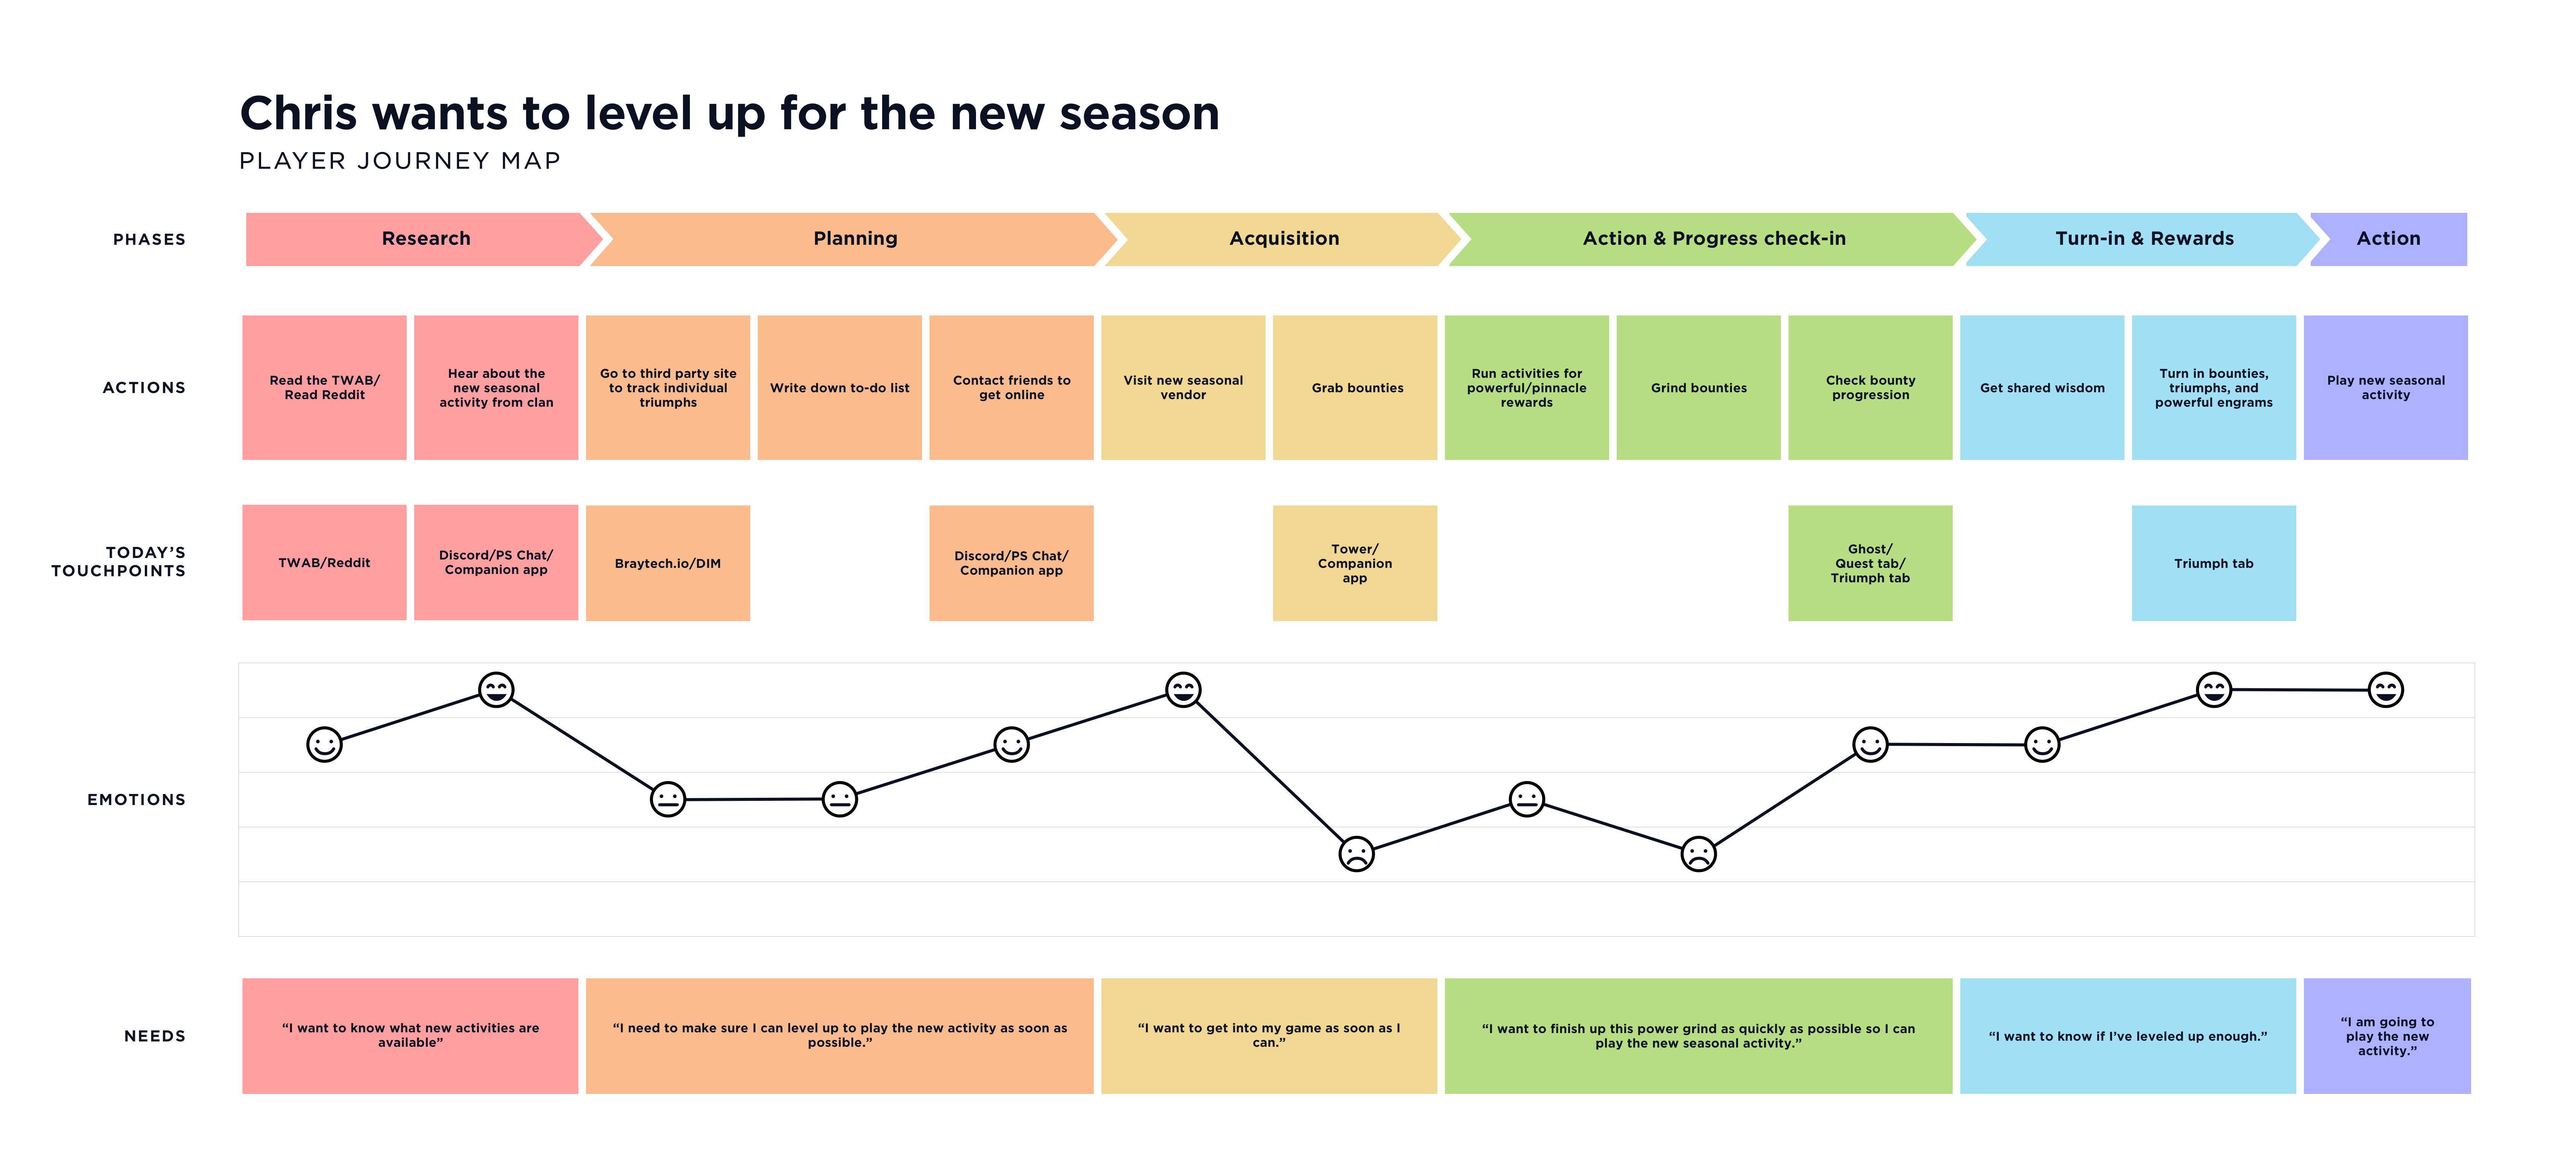 Chris wants to level up for the new season
PLAYER JOURNEY MAP
PHASES
Research
Planning
Acquisition
Action & Progress check-in
Turn-in & Rewards
Action
ACTIONS
Read the TWAB/
Read Reddit
Hear about the
new seasonal
activity from clan
Go to third party site
to track individual
triumphs
Write down to-do list
Contact friends to
get online
Visit new seasonal
vendor
Grab bounties
Run activities for
powerful/pinnacle
rewards
Grind bounties
Check bounty
progression
Get shared wisdom
Turn in bounties,
triumphs, and
powerful engrams
Play new seasonal
activity
TODAY’S
TOUCHPOINTS
TWAB/Reddit
Discord/PS Chat/
Companion app
Braytech.io/DIM
Discord/PS Chat/
Companion app
Tower/
Companion
app
Ghost/
Quest tab/
Triumph tab
Triumph tab
EMOTIONS
NEEDS
“I want to know what new activities are
available”
“I need to make sure I can level up to play the new activity as soon as
possible.”
“I want to get into my game as soon as I
can.”
“I want to finish up this power grind as quickly as possible so I can
play the new seasonal activity.”
“I want to know if I’ve leveled up enough.”
“I am going to
play the new
activity.”